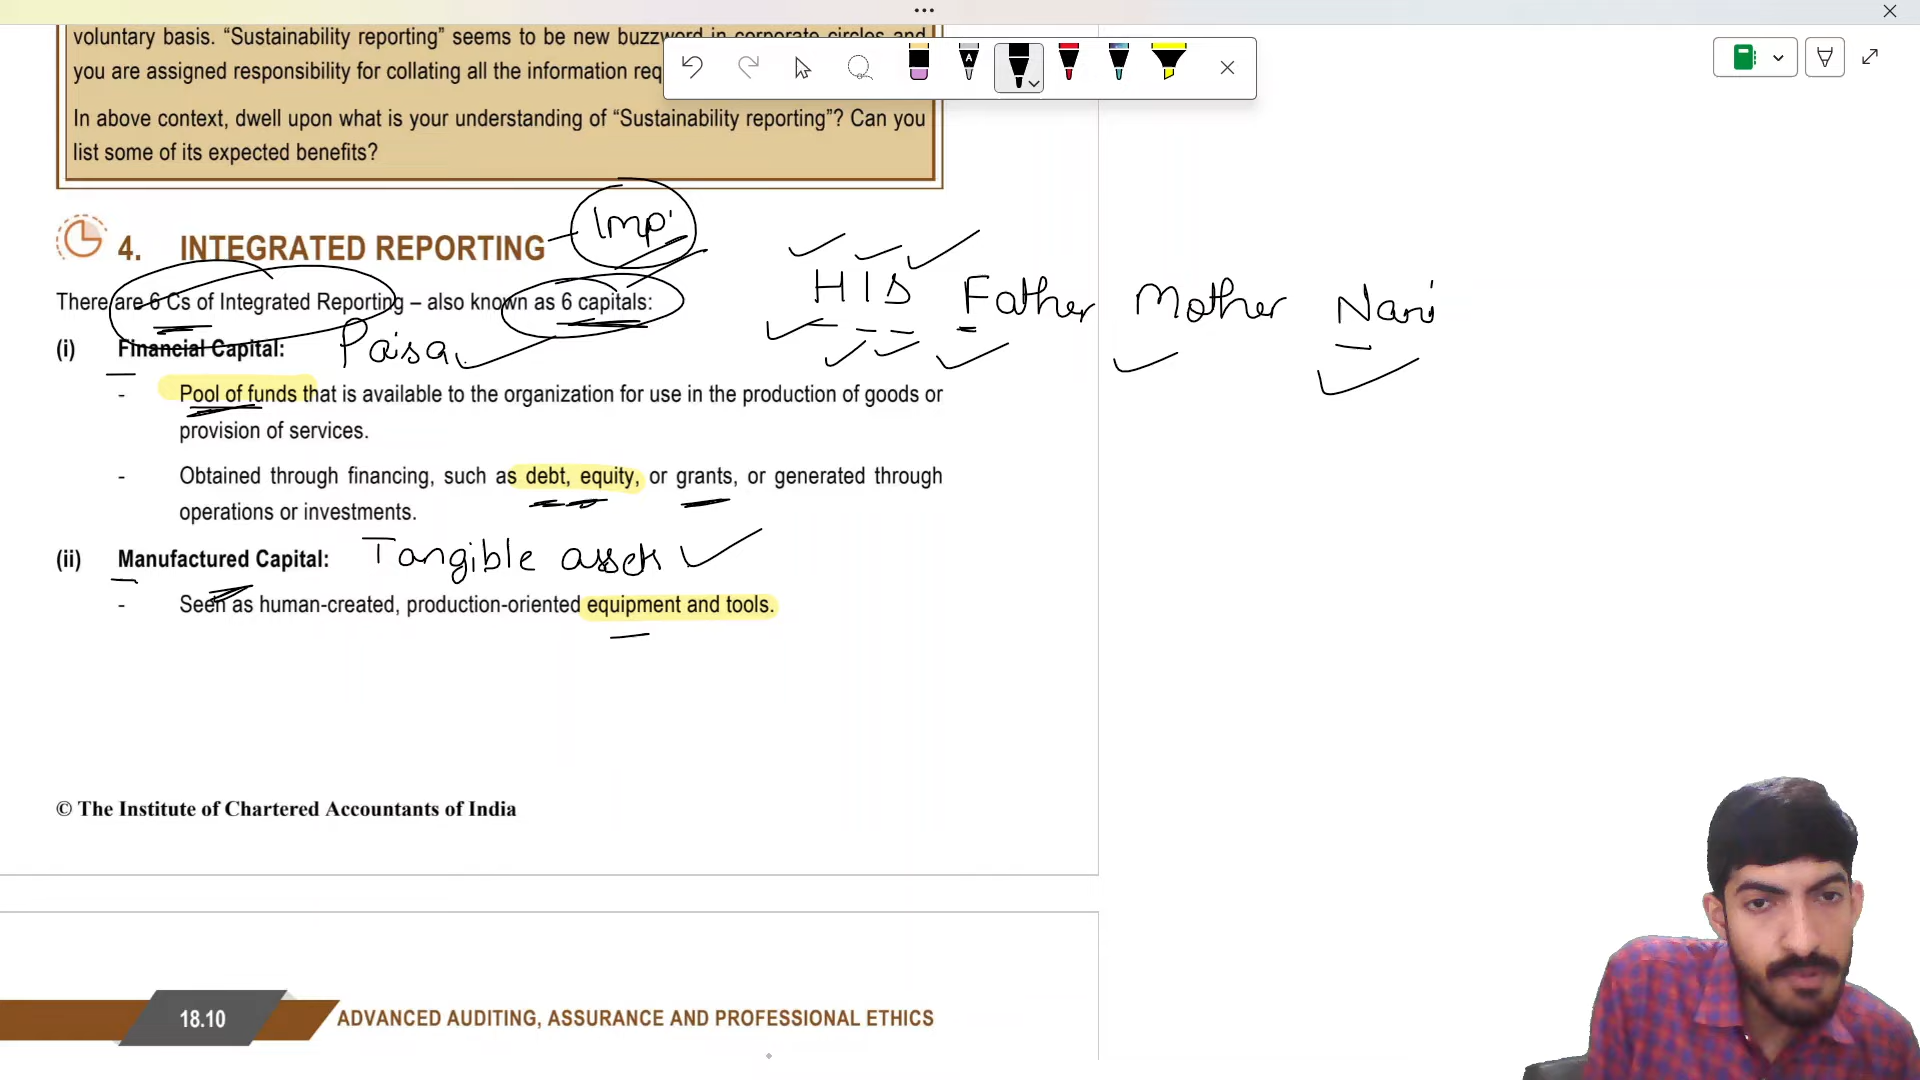 voluntary basis. “Sustainability reporting” seems to be new buzzword in corporate circles and
you are assigned responsibility for collating all the information req
In above context, dwell upon what is your understanding of “Sustainability reporting”? Can you
list some of its expected benefits?
Imp.
4. INTEGRATED REPORTING
HIS Father Mother Nani
There are 6 Cs of Integrated Reporting – also known as 6 capitals:
(i) Financial Capital: Paisa
- Pool of funds that is available to the organization for use in the production of goods or
provision of services.
- Obtained through financing, such as debt, equity, or grants, or generated through
operations or investments.
(ii) Manufactured Capital: Tangible assets
- Seen as human-created, production-oriented equipment and tools.
© The Institute of Chartered Accountants of India
18.10 ADVANCED AUDITING, ASSURANCE AND PROFESSIONAL ETHICS